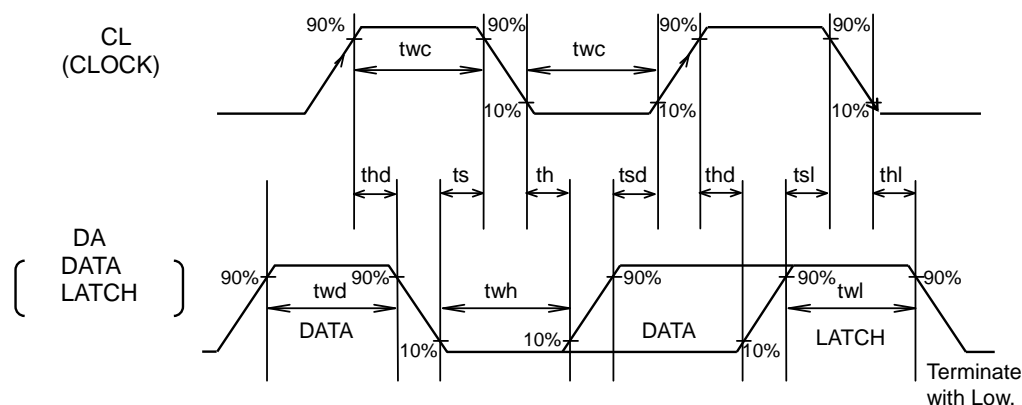 90% 90% 90% 90%
CL
(CLOCK)
twc twc
10% 10% 10%
thd ts th tsd thd tsl thl
DA
DATA
LATCH
90% 90% 90% 90% 90%
twd twh twl
DATA DATA LATCH
10% 10% 10%
Terminate
with Low.